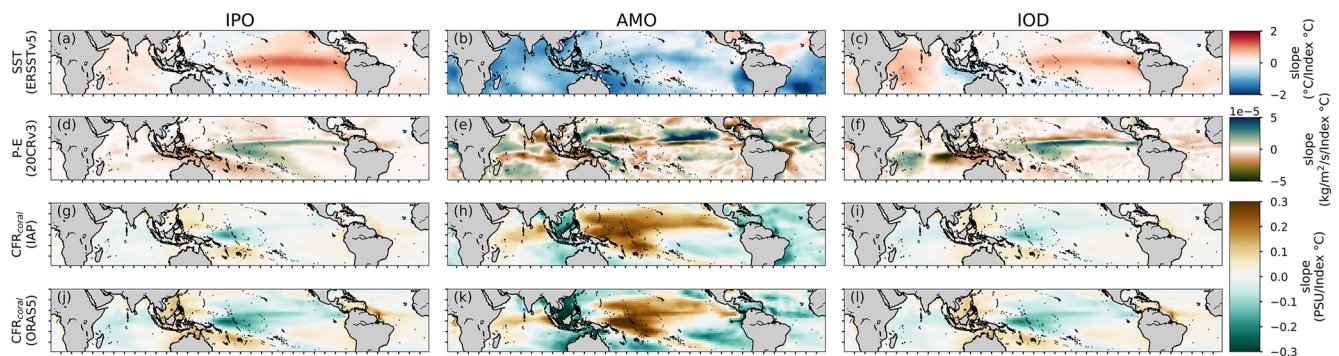 IPO AMO IOD
SST
(ERSSTv5)
(a) (b) (c)
2
0
−2
slope
(°C/Index °C)
P-E
(20CRv3)
(d) (e) (f)
1e−5
5
0
−5
slope
(kg/m²/s/Index °C)
CFRcoral
(IAP)
(g) (h) (i)
CFRcoral
(ORAS5)
(j) (k) (l)
0.3
0.2
0.1
0.0
−0.1
−0.2
−0.3
slope
(PSU/Index °C)